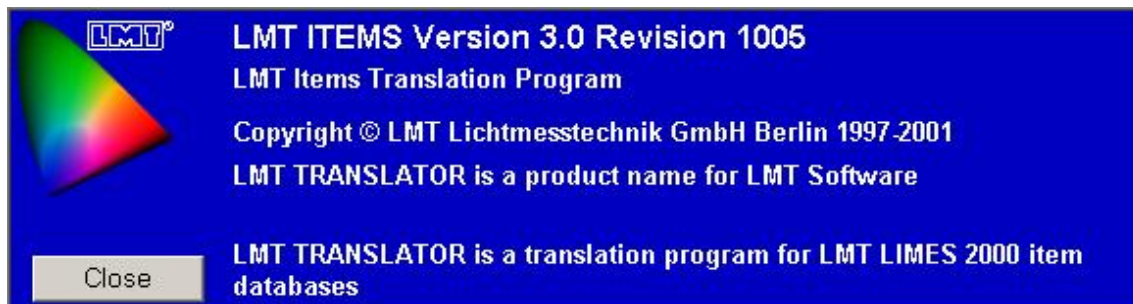 LMT
LMT ITEMS Version 3.0 Revision 1005
LMT Items Translation Program
Copyright © LMT Lichtmesstechnik GmbH Berlin 1997-2001
LMT TRANSLATOR is a product name for LMT Software
LMT TRANSLATOR is a translation program for LMT LIMES 2000 item
databases
Close